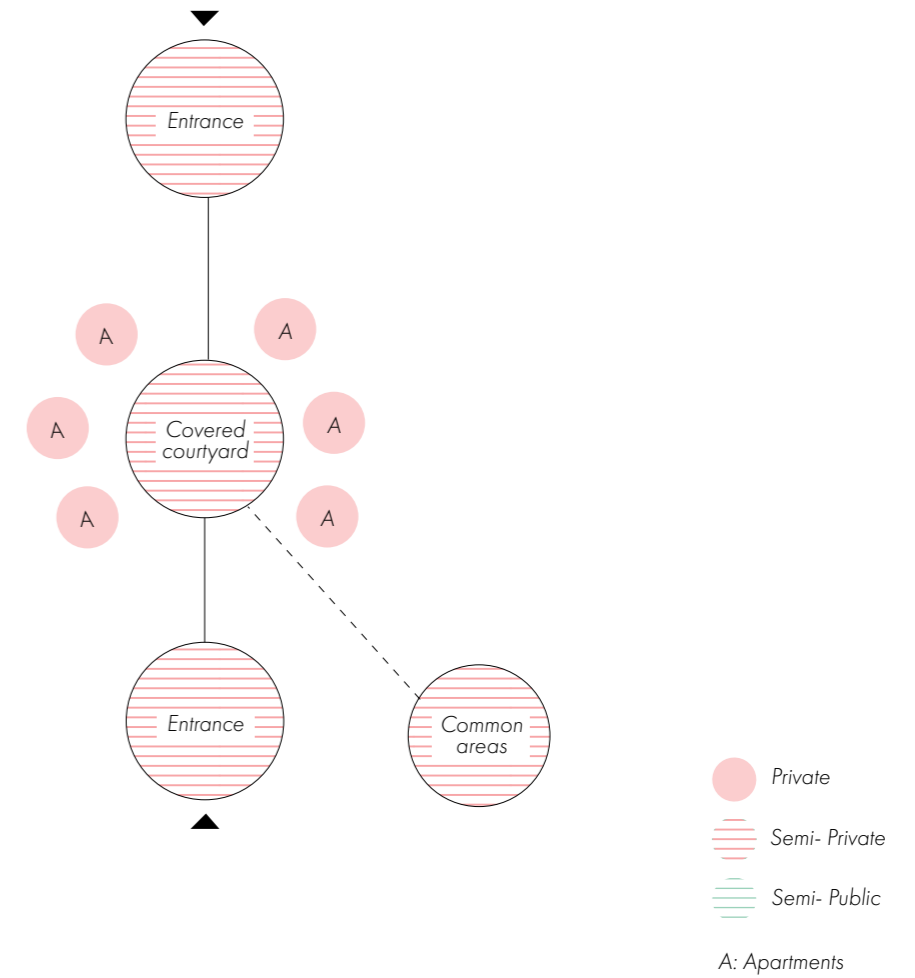 Entrance
A
A
A
A
Covered
courtyard
A
A
Entrance
Common
areas
Private
Semi- Private
Semi- Public
A: Apartments